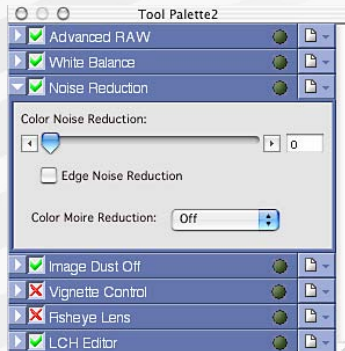 Tool Palette2
Advanced RAW
White Balance
Noise Reduction
Color Noise Reduction:
0
Edge Noise Reduction
Color Moire Reduction: Off
Image Dust Off
Vignette Control
Fisheye Lens
LCH Editor